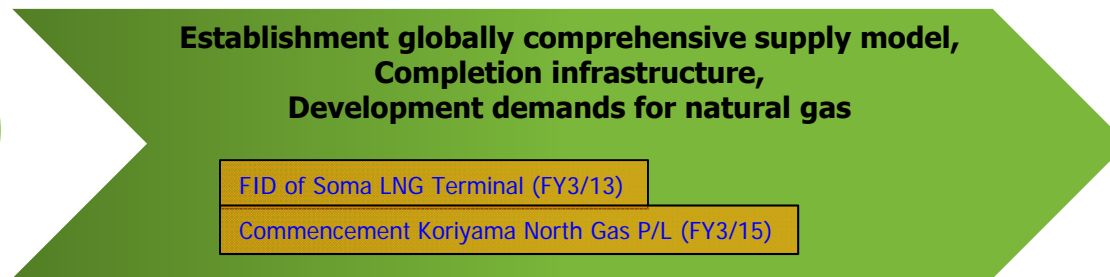 Establishment globally comprehensive supply model,
Completion infrastructure,
Development demands for natural gas
FID of Soma LNG Terminal (FY3/13)
Commencement Koriyama North Gas P/L (FY3/15)